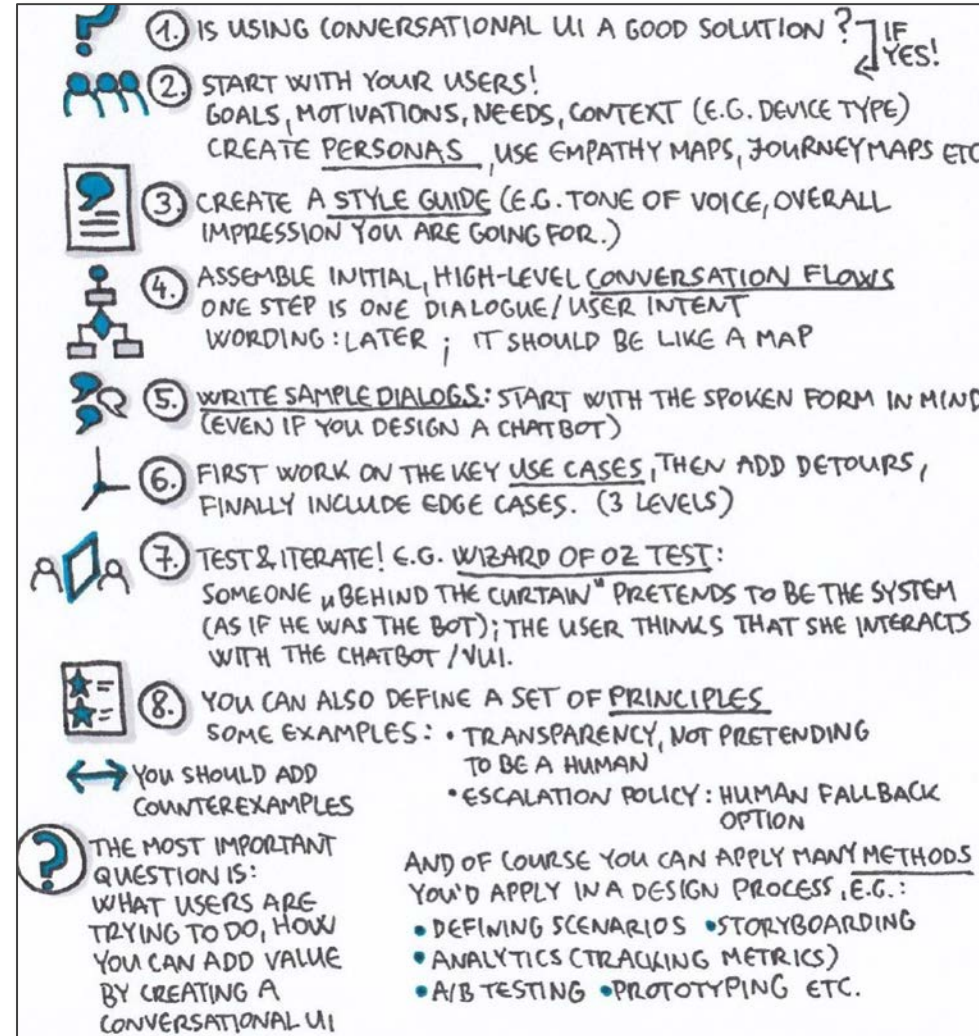 1. IS USING CONVERSATIONAL UI A GOOD SOLUTION? IF
YES!
2. START WITH YOUR USERS!
GOALS, MOTIVATIONS, NEEDS, CONTEXT (E.G. DEVICE TYPE)
CREATE PERSONAS, USE EMPATHY MAPS, JOURNEY MAPS ETC
3. CREATE A STYLE GUIDE (E.G. TONE OF VOICE, OVERALL
IMPRESSION YOU ARE GOING FOR.)
4. ASSEMBLE INITIAL, HIGH-LEVEL CONVERSATION FLOWS
ONE STEP IS ONE DIALOGUE/USER INTENT
WORDING: LATER; IT SHOULD BE LIKE A MAP
5. WRITE SAMPLE DIALOGS: START WITH THE SPOKEN FORM IN MIND
(EVEN IF YOU DESIGN A CHATBOT)
6. FIRST WORK ON THE KEY USE CASES, THEN ADD DETOURS,
FINALLY INCLUDE EDGE CASES. (3 LEVELS)
7. TEST & ITERATE! E.G. WIZARD OF OZ TEST:
SOMEONE „BEHIND THE CURTAIN" PRETENDS TO BE THE SYSTEM
(AS IF HE WAS THE BOT); THE USER THINKS THAT SHE INTERACTS
WITH THE CHATBOT/VUI.
8. YOU CAN ALSO DEFINE A SET OF PRINCIPLES
SOME EXAMPLES: • TRANSPARENCY, NOT PRETENDING
TO BE A HUMAN
• ESCALATION POLICY: HUMAN FALLBACK
OPTION
YOU SHOULD ADD
COUNTEREXAMPLES
? THE MOST IMPORTANT
QUESTION IS:
WHAT USERS ARE
TRYING TO DO, HOW
YOU CAN ADD VALUE
BY CREATING A
CONVERSATIONAL UI
AND OF COURSE YOU CAN APPLY MANY METHODS
YOU'D APPLY IN A DESIGN PROCESS, E.G.:
• DEFINING SCENARIOS • STORYBOARDING
• ANALYTICS (TRACKING METRICS)
• A/B TESTING • PROTOTYPING ETC.